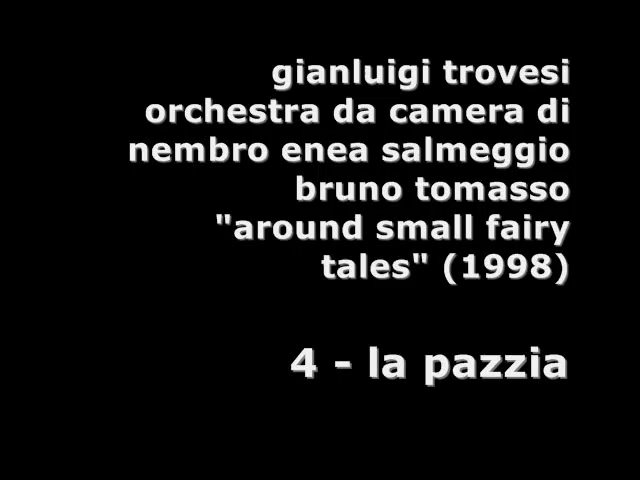 gianluigi trovesi
orchestra da camera di
nembro enea salmeggio
bruno tomasso
"around small fairy
tales" (1998)
4 - la pazzia